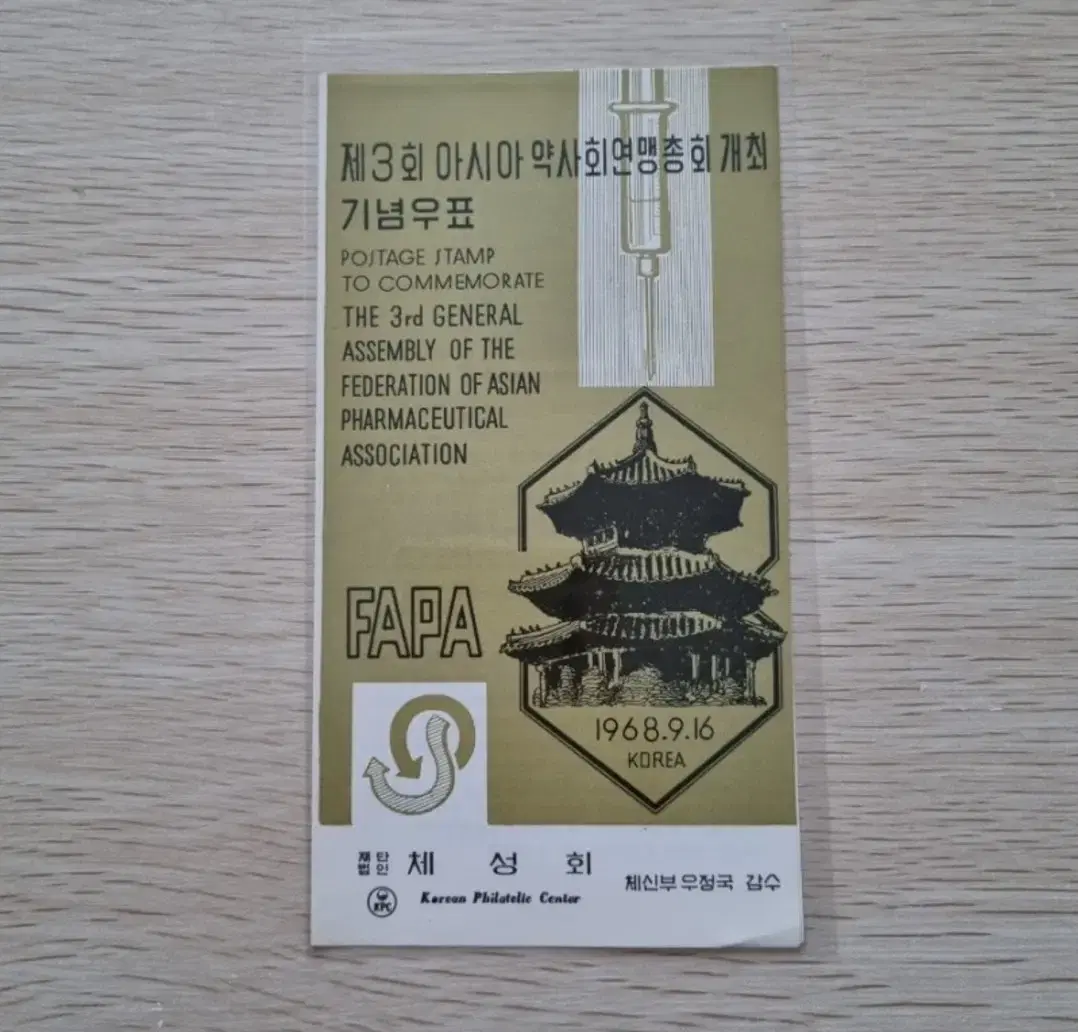 제3회 아시아 약사회연맹총회 개최
기념우표
POSTAGE STAMP
TO COMMEMORATE
THE 3rd GENERAL
ASSEMBLY OF THE
FEDERATION OF ASIAN
PHARMACEUTICAL
ASSOCIATION
FAPA
1968.9.16
KOREA
재단
법인 체 성 회
체신부 우정국 감수
KPC Korean Philatelic Center